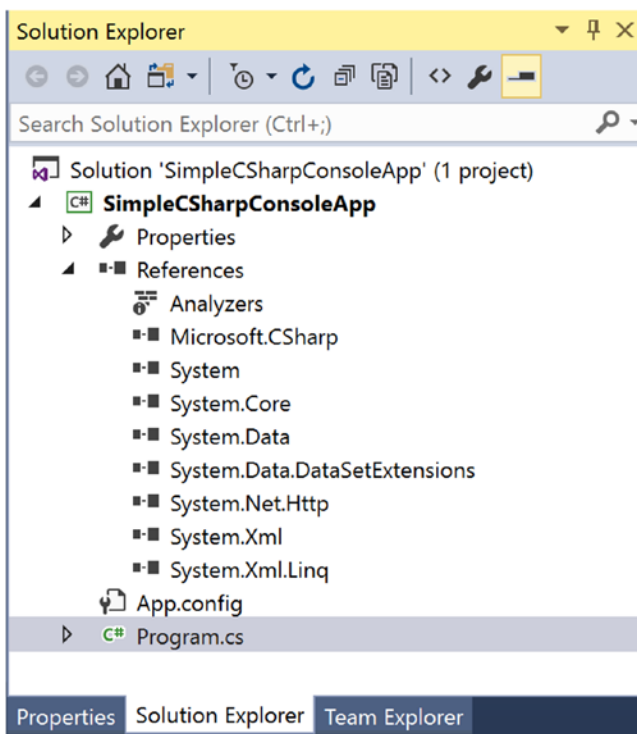 Solution Explorer
Search Solution Explorer (Ctrl+;)
Solution 'SimpleCSharpConsoleApp' (1 project)
C# SimpleCSharpConsoleApp
Properties
References
Analyzers
Microsoft.CSharp
System
System.Core
System.Data
System.Data.DataSetExtensions
System.Net.Http
System.Xml
System.Xml.Linq
App.config
C# Program.cs
Properties Solution Explorer Team Explorer